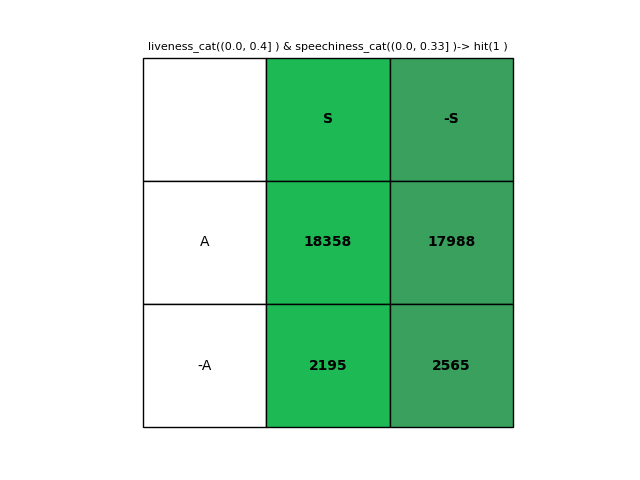 liveness_cat((0.0, 0.4] ) & speechiness_cat((0.0, 0.33] )-> hit(1 )
S -S
A 18358 17988
-A 2195 2565